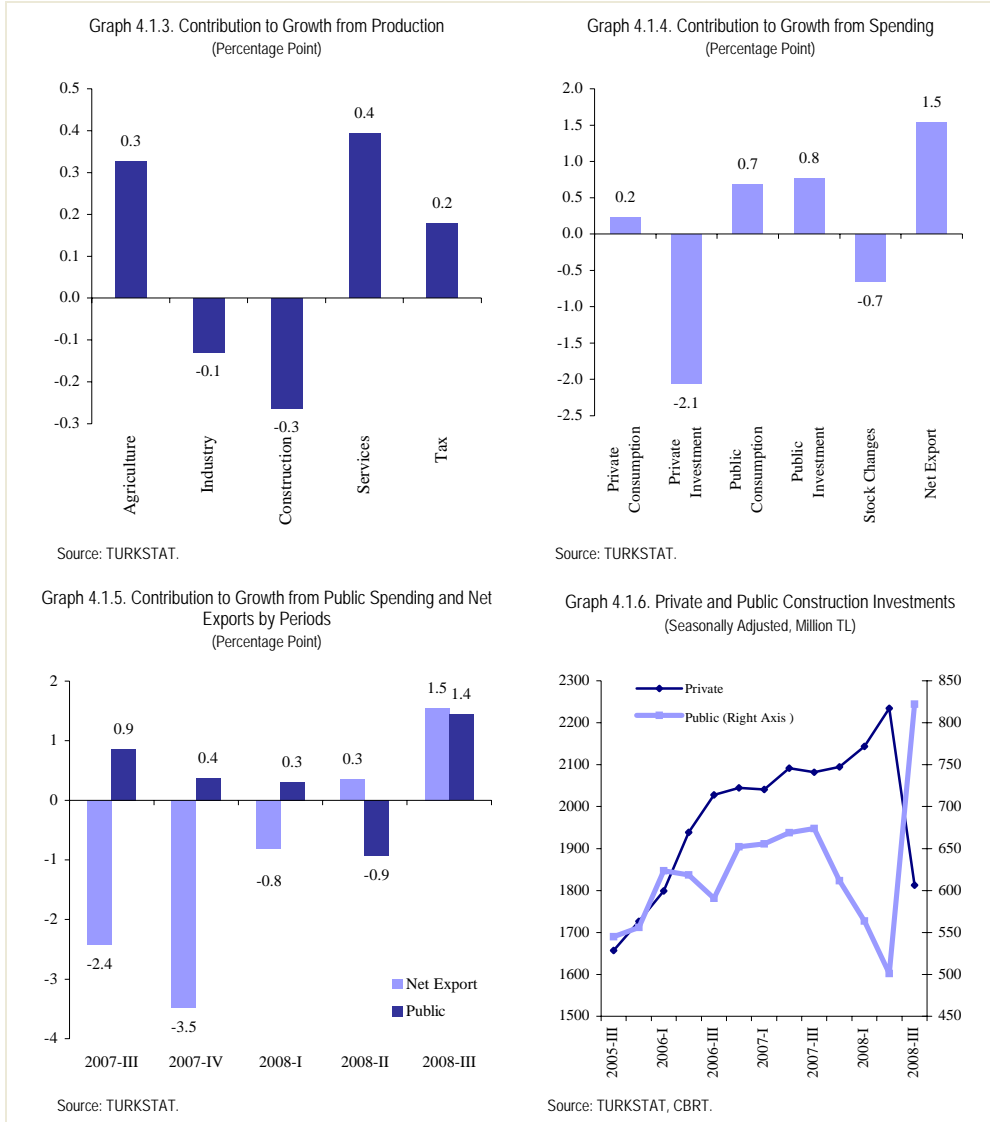 Graph 4.1.3. Contribution to Growth from Production
(Percentage Point)
0.5
0.4
0.3
0.2
0.1
0.0
-0.1
-0.2
-0.3
0.3
-0.1
-0.3
0.4
0.2
Agriculture
Industry
Construction
Services
Tax
Source: TURKSTAT.
Graph 4.1.4. Contribution to Growth from Spending
(Percentage Point)
2.0
1.5
1.0
0.5
0.0
-0.5
-1.0
-1.5
-2.0
-2.5
0.2
-2.1
0.7
0.8
-0.7
1.5
Private
Consumption
Private
Investment
Public
Consumption
Public
Investment
Stock Changes
Net Export
Source: TURKSTAT.
Graph 4.1.5. Contribution to Growth from Public Spending and Net
Exports by Periods
(Percentage Point)
2
1
0
-1
-2
-3
-4
-2.4
0.9
-3.5
0.4
-0.8
0.3
0.3
-0.9
1.5
1.4
Net Export
Public
2007-III
2007-IV
2008-I
2008-II
2008-III
Source: TURKSTAT.
Graph 4.1.6. Private and Public Construction Investments
(Seasonally Adjusted, Million TL)
2300
2200
2100
2000
1900
1800
1700
1600
1500
Private
Public (Right Axis )
850
800
750
700
650
600
550
500
450
2005-III
2006-I
2006-III
2007-I
2007-III
2008-I
2008-III
Source: TURKSTAT, CBRT.